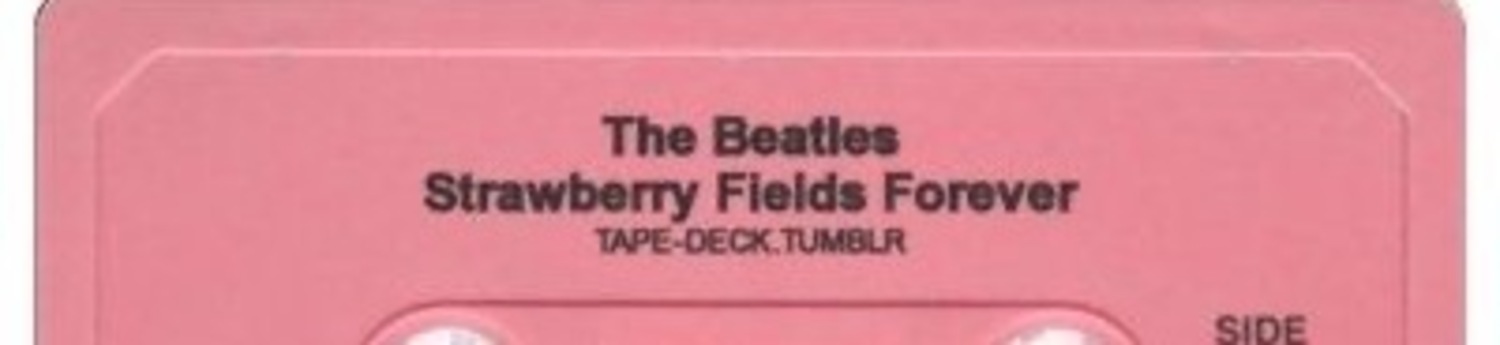 The Beatles
Strawberry Fields Forever
TAPE-DECK.TUMBLR
SIDE